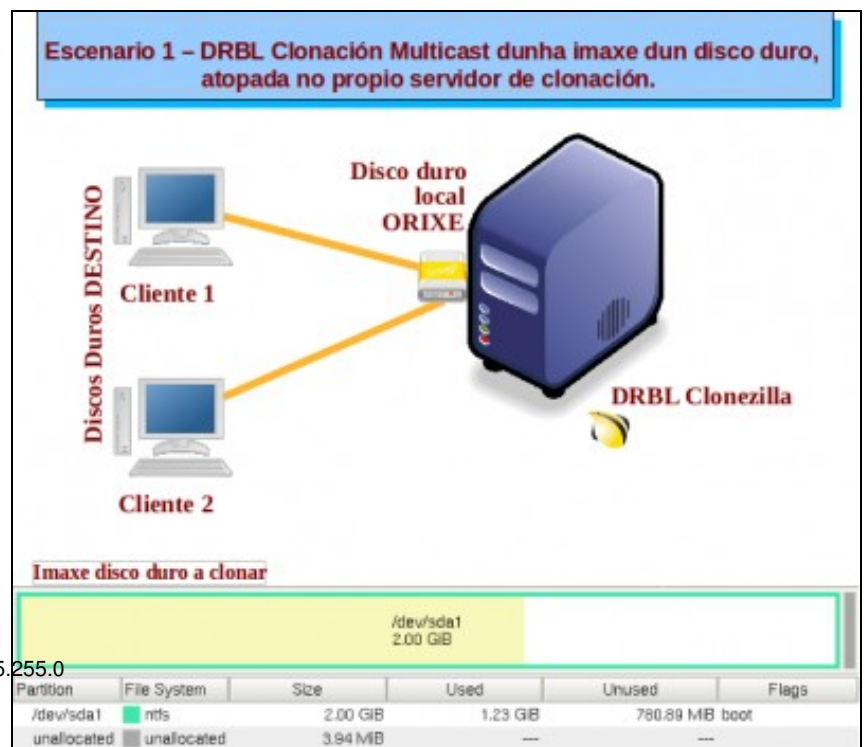 Escenario 1 – DRBL Clonación Multicast dunha imaxe dun disco duro,
atopada no propio servidor de clonación.
Disco duro
local
ORIXE
Discos Duros DESTINO
Cliente 1
DRBL Clonezilla
Cliente 2
Imaxe disco duro a clonar
/dev/sda1
2.00 GiB
5.255.0
Partition File System Size Used Unused Flags
/dev/sda1 ntfs 2.00 GiB 1.23 GiB 780.89 MiB boot
unallocated unallocated 3.94 MiB --- ---